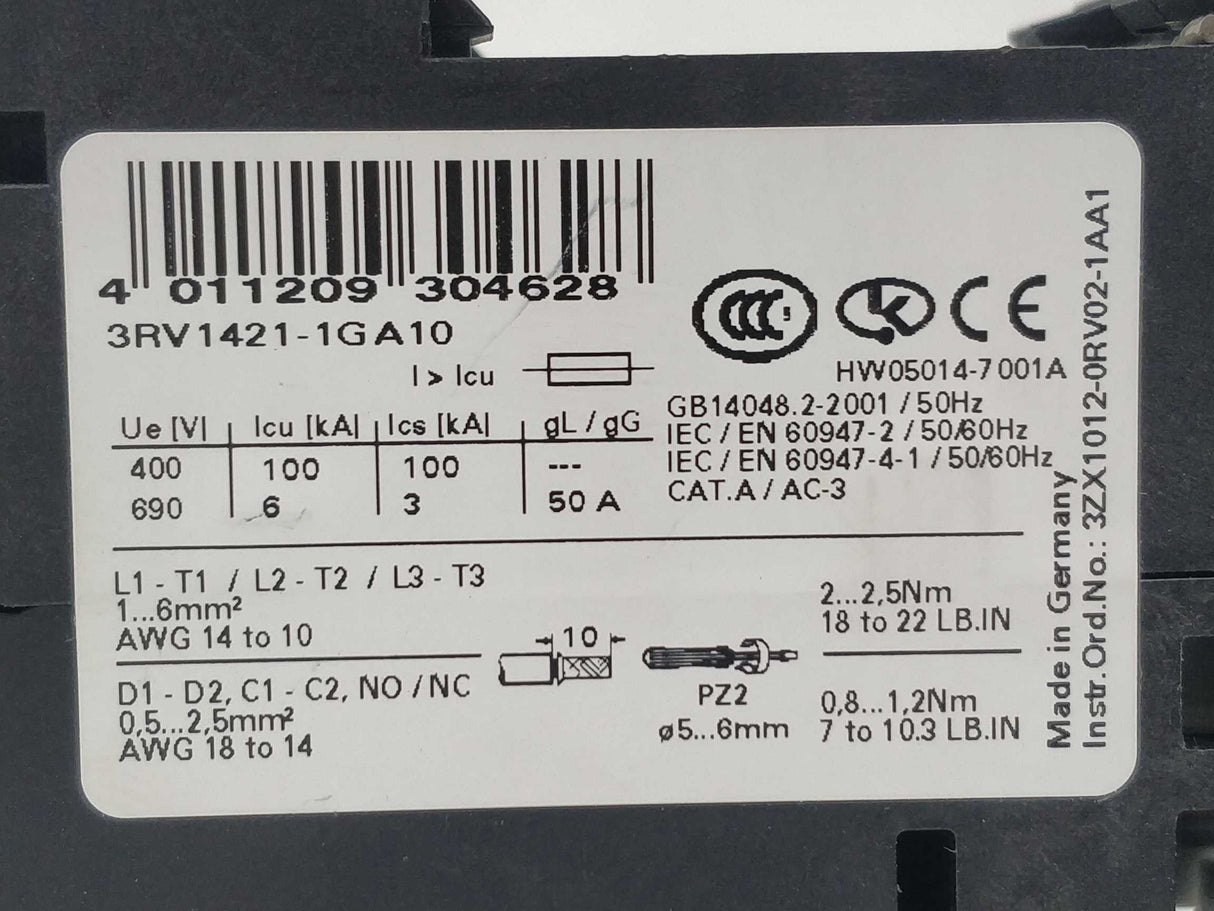 4 011209 304628
3RV1421-1GA10
I > Icu
CCC S
CE
HW05014-7001A
Ue [V] Icu [kA] Ics [kA] gL / gG
400 100 100 ---
690 6 3 50 A
GB14048.2-2001 / 50Hz
IEC / EN 60947-2 / 50/60Hz
IEC / EN 60947-4-1 / 50/60Hz
CAT.A / AC-3
L1 - T1 / L2 - T2 / L3 - T3
1...6mm²
AWG 14 to 10
2...2,5Nm
18 to 22 LB.IN
D1 - D2, C1 - C2, NO / NC
0,5...2,5mm²
AWG 18 to 14
10
PZ2
ø5...6mm
0,8...1,2Nm
7 to 10.3 LB.IN
Made in Germany
Instr.Ord.No.: 3ZX1012-0RV02-1AA1